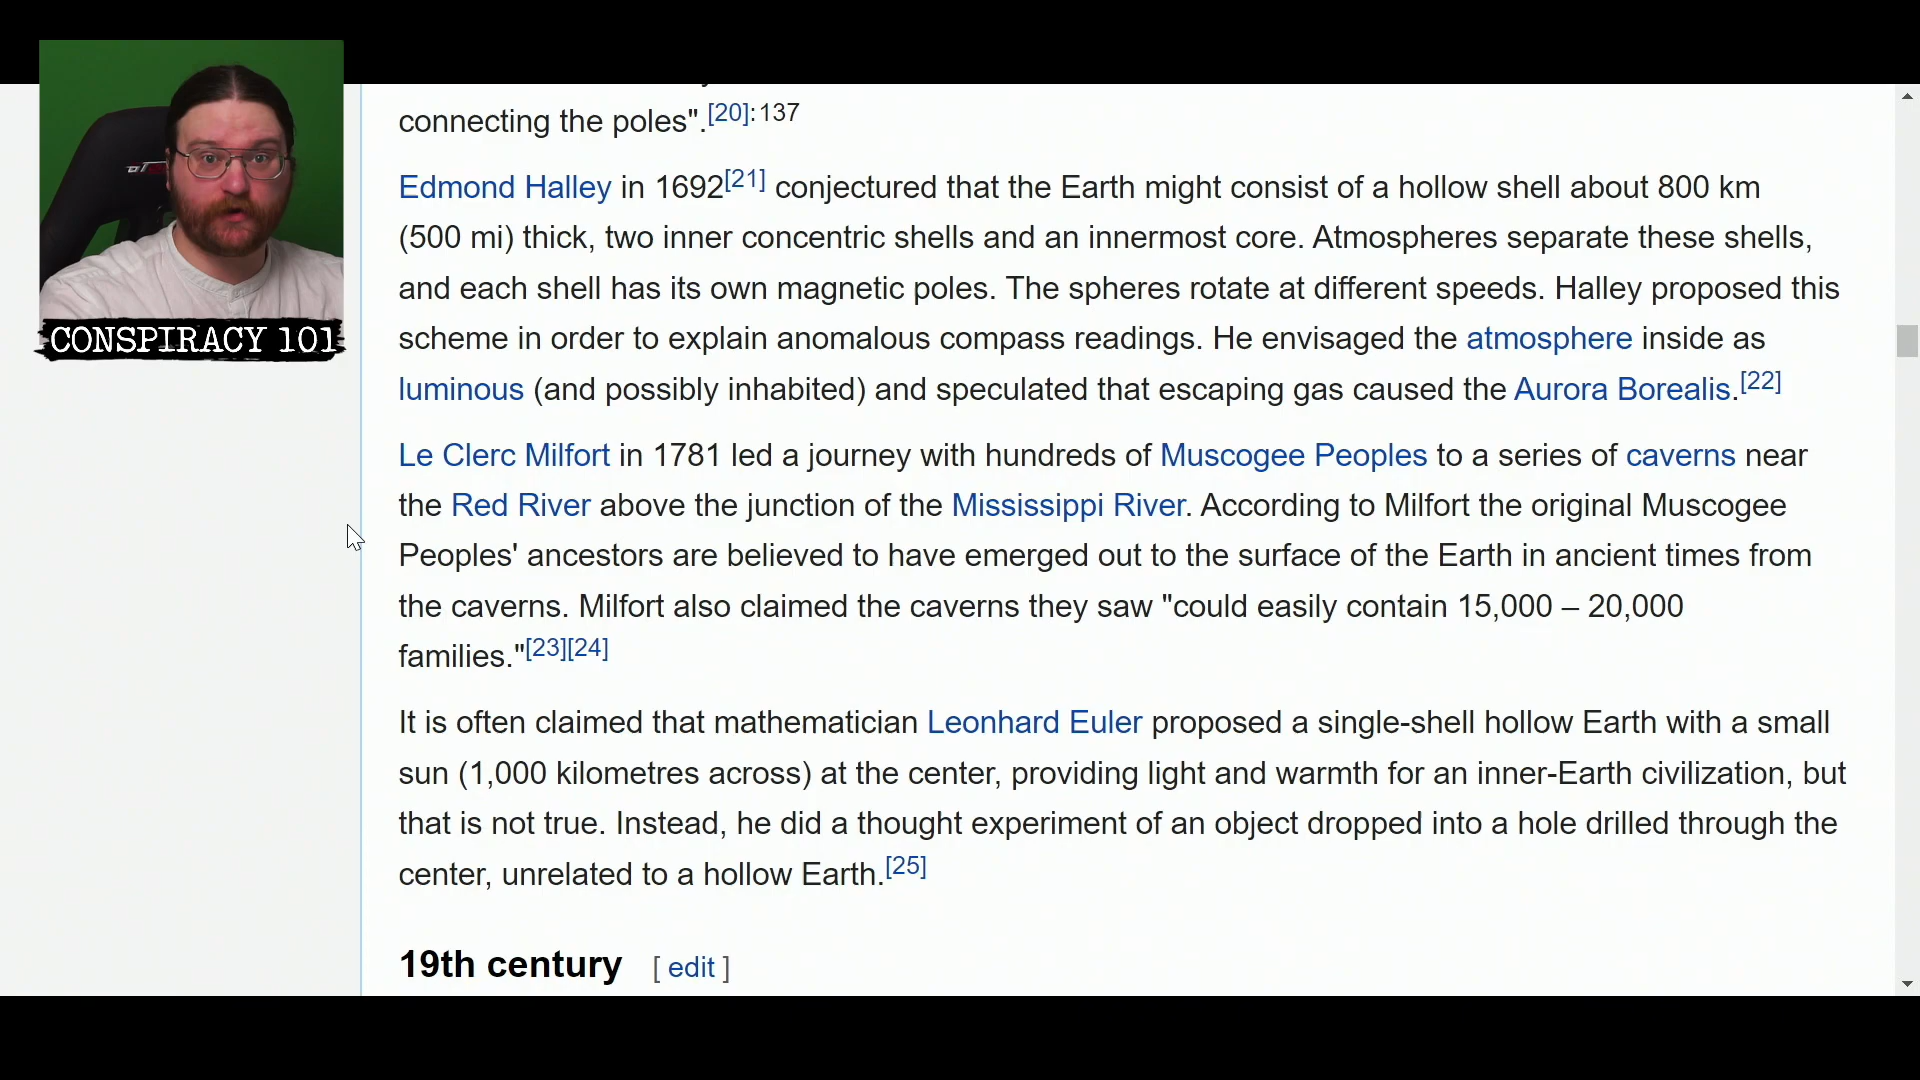 connecting the poles".[20]:137
Edmond Halley in 1692[21] conjectured that the Earth might consist of a hollow shell about 800 km
(500 mi) thick, two inner concentric shells and an innermost core. Atmospheres separate these shells,
and each shell has its own magnetic poles. The spheres rotate at different speeds. Halley proposed this
scheme in order to explain anomalous compass readings. He envisaged the atmosphere inside as
luminous (and possibly inhabited) and speculated that escaping gas caused the Aurora Borealis.[22]
CONSPIRACY 101
Le Clerc Milfort in 1781 led a journey with hundreds of Muscogee Peoples to a series of caverns near
the Red River above the junction of the Mississippi River. According to Milfort the original Muscogee
Peoples' ancestors are believed to have emerged out to the surface of the Earth in ancient times from
the caverns. Milfort also claimed the caverns they saw "could easily contain 15,000 – 20,000
families."[23][24]
It is often claimed that mathematician Leonhard Euler proposed a single-shell hollow Earth with a small
sun (1,000 kilometres across) at the center, providing light and warmth for an inner-Earth civilization, but
that is not true. Instead, he did a thought experiment of an object dropped into a hole drilled through the
center, unrelated to a hollow Earth.[25]
19th century [ edit ]